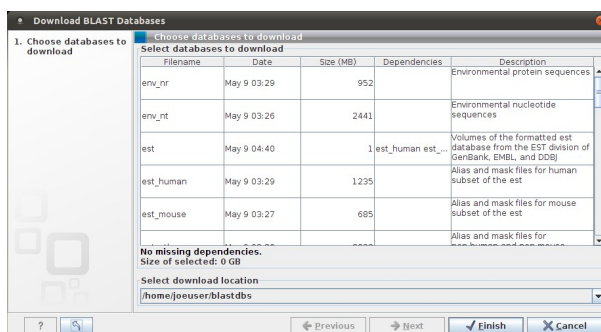 Download BLAST Databases
1. Choose databases to
download
Choose databases to download
Select databases to download
Filename Date Size (MB) Dependencies Description
env_nr May 9 03:29 952 Environmental protein sequences
env_nt May 9 03:26 2441 Environmental nucleotide
sequences
est May 9 04:40 1 est_human est_... Volumes of the formatted est
database from the EST division of
GenBank, EMBL, and DDBJ
est_human May 9 03:29 1235 Alias and mask files for human
subset of the est
est_mouse May 9 03:27 685 Alias and mask files for mouse
subset of the est
Alias and mask files for
No missing dependencies.
Size of selected: 0 GB
Select download location
/home/joeuser/blastdbs
? Previous Next Finish Cancel